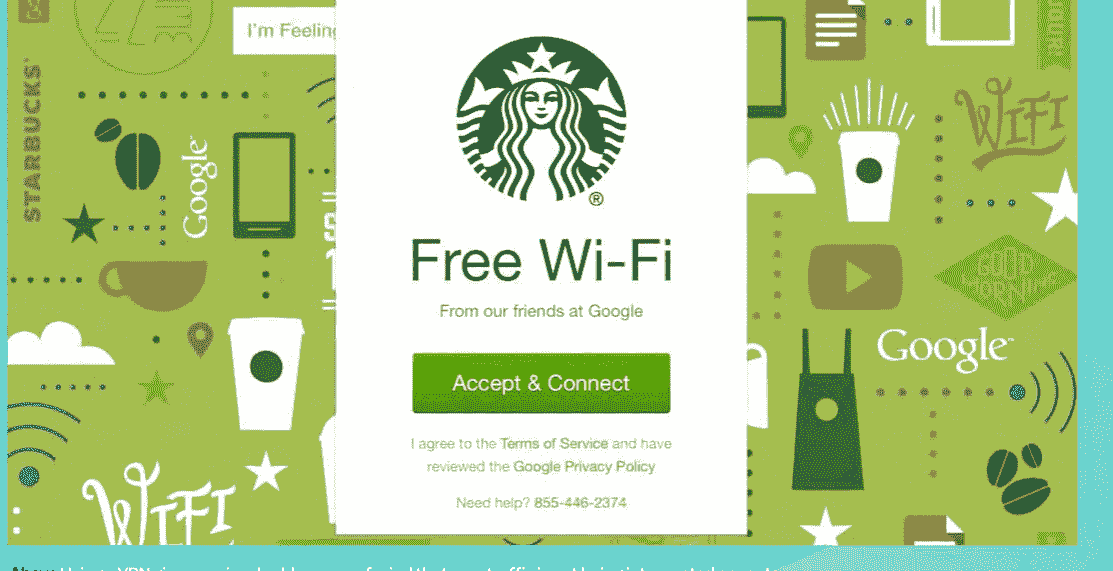 I'm Feeling
STARBUCKS
Google
WIFI
Free Wi-Fi
From our friends at Google
Accept & Connect
I agree to the Terms of Service and have
reviewed the Google Privacy Policy
Need help? 855-446-2374
GOOD
MORNING
Google
WIFI